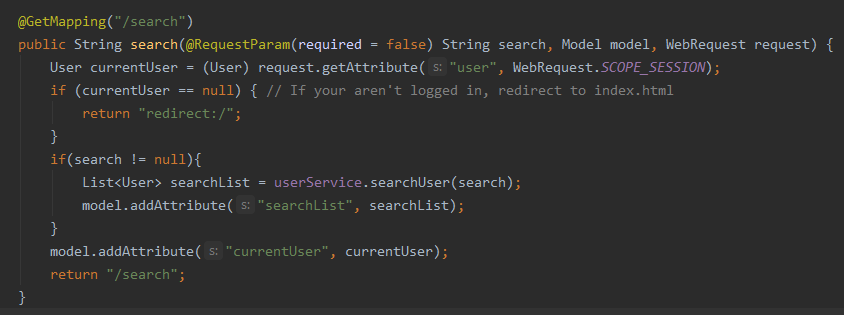 @GetMapping("/search")
public String search(@RequestParam(required = false) String search, Model model, WebRequest request) {
User currentUser = (User) request.getAttribute( s: "user", WebRequest.SCOPE_SESSION);
if (currentUser == null) { // If your aren't logged in, redirect to index.html
return "redirect:/";
}
if(search != null){
List<User> searchList = userService.searchUser(search);
model.addAttribute( s: "searchList", searchList);
}
model.addAttribute( s: "currentUser", currentUser);
return "/search";
}